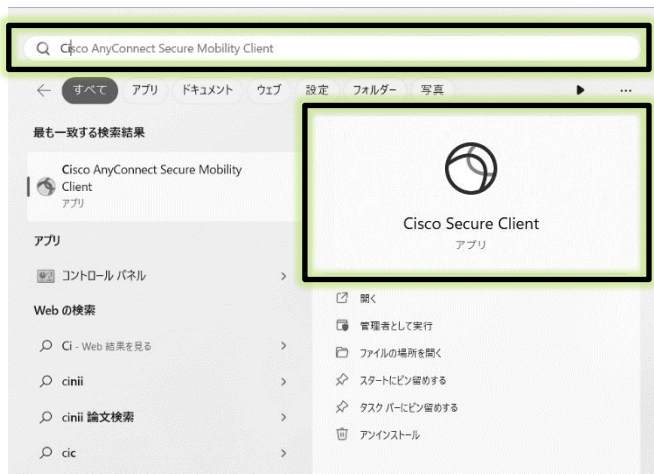 Cisco AnyConnect Secure Mobility Client
すべて アプリ ドキュメント ウェブ 設定 フォルダー 写真 ...
最も一致する検索結果
Cisco AnyConnect Secure Mobility
Client
アプリ
アプリ
コントロール パネル
Web の検索
Ci - Web 結果を見る
cinii
cinii 論文検索
cic
Cisco Secure Client
アプリ
開く
管理者として実行
ファイルの場所を開く
スタートにピン留めする
タスク バーにピン留めする
アンインストール